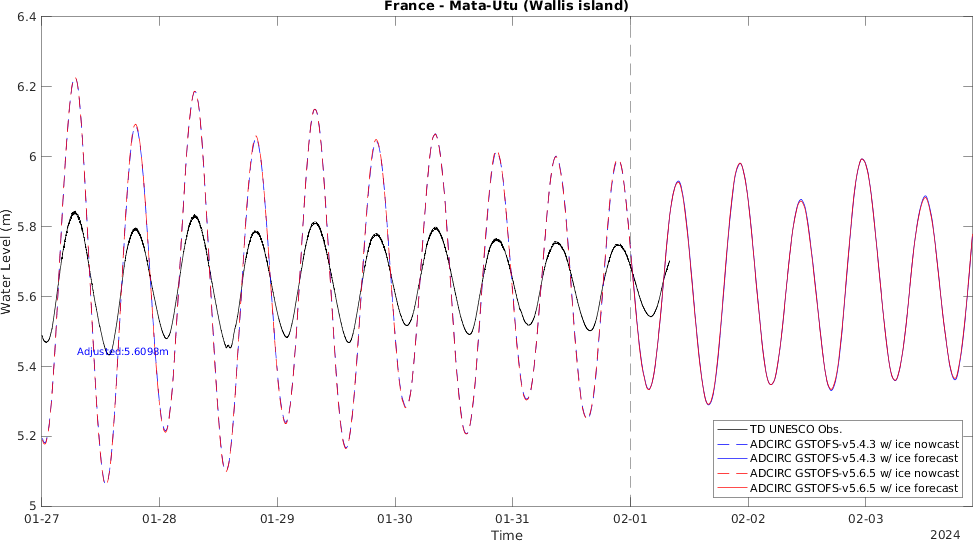 France - Mata-Utu (Wallis island)
6.4
6.2
6
5.8
5.6
5.4
5.2
5
Water Level (m)
Adjusted:5.6098m
TD UNESCO Obs.
ADCIRC GSTOFS-v5.4.3 w/ ice nowcast
ADCIRC GSTOFS-v5.4.3 w/ ice forecast
ADCIRC GSTOFS-v5.6.5 w/ ice nowcast
ADCIRC GSTOFS-v5.6.5 w/ ice forecast
01-27 01-28 01-29 01-30 01-31 02-01 02-02 02-03
Time
2024